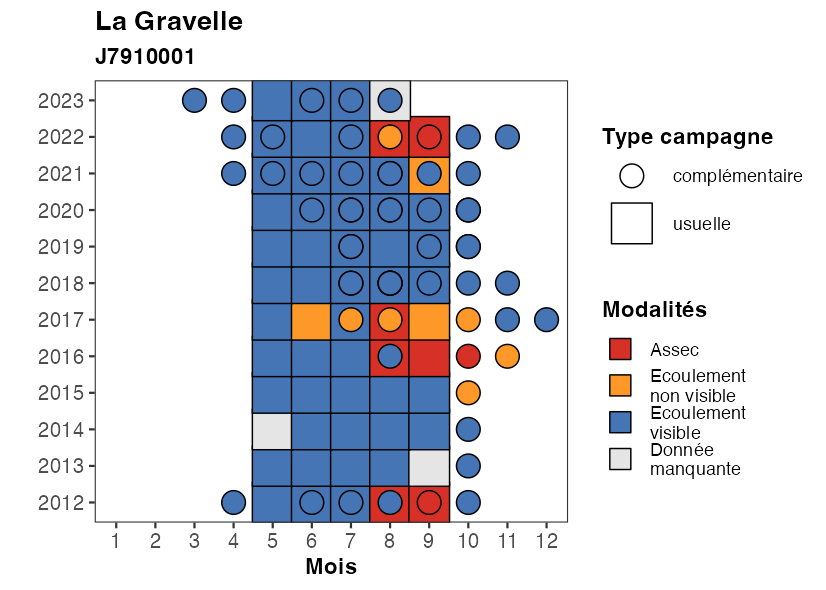 La Gravelle
J7910001
2023
2022
2021
2020
2019
2018
2017
2016
2015
2014
2013
2012
1 2 3 4 5 6 7 8 9 10 11 12
Mois
Type campagne
complémentaire
usuelle
Modalités
Assec
Ecoulement
non visible
Ecoulement
visible
Donnée
manquante